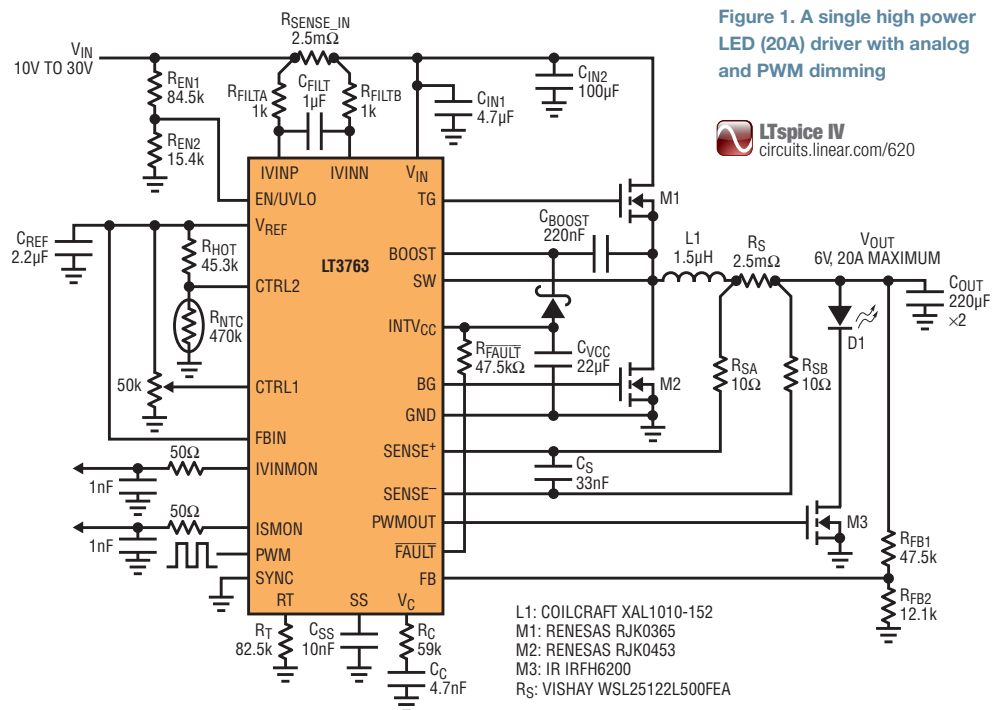 Figure 1. A single high power
LED (20A) driver with analog
and PWM dimming
LTspice IV
circuits.linear.com/620
VIN
10V TO 30V
RSENSE_IN
2.5mΩ
REN1
84.5k
REN2
15.4k
RFILTA
1k
CFILT
1µF
RFILTB
1k
CIN1
4.7µF
CIN2
100µF
IVINP
IVINN
VIN
EN/UVLO
TG
M1
VREF
CREF
2.2µF
RHOT
45.3k
LT3763
BOOST
CBOOST
220nF
CTRL2
SW
L1
1.5µH
RS
2.5mΩ
VOUT
6V, 20A MAXIMUM
COUT
220µF
×2
RNTC
470k
INTVCC
D1
RFAULT
47.5kΩ
CVCC
22µF
50k
CTRL1
BG
M2
RSA
10Ω
RSB
10Ω
GND
FBIN
SENSE+
50Ω
IVINMON
1nF
CS
33nF
SENSE–
50Ω
ISMON
1nF
PWMOUT
M3
PWM
FAULT
RFB1
47.5k
SYNC
FB
RFB2
12.1k
RT
SS
VC
RT
82.5k
CSS
10nF
RC
59k
CC
4.7nF
L1: COILCRAFT XAL1010-152
M1: RENESAS RJK0365
M2: RENESAS RJK0453
M3: IR IRFH6200
RS: VISHAY WSL25122L500FEA